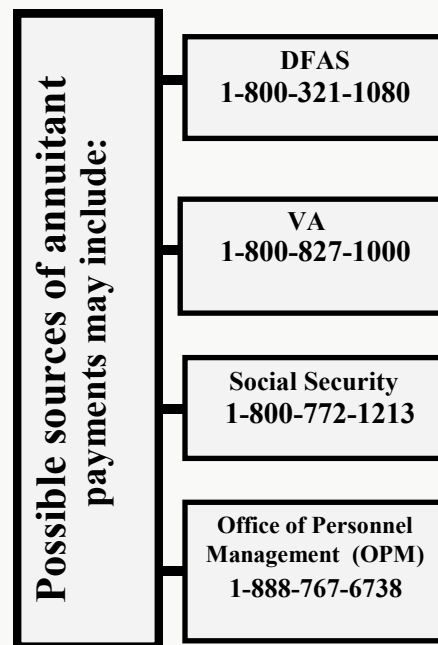 Possible sources of annuitant
payments may include:
DFAS
1-800-321-1080
VA
1-800-827-1000
Social Security
1-800-772-1213
Office of Personnel
Management (OPM)
1-888-767-6738